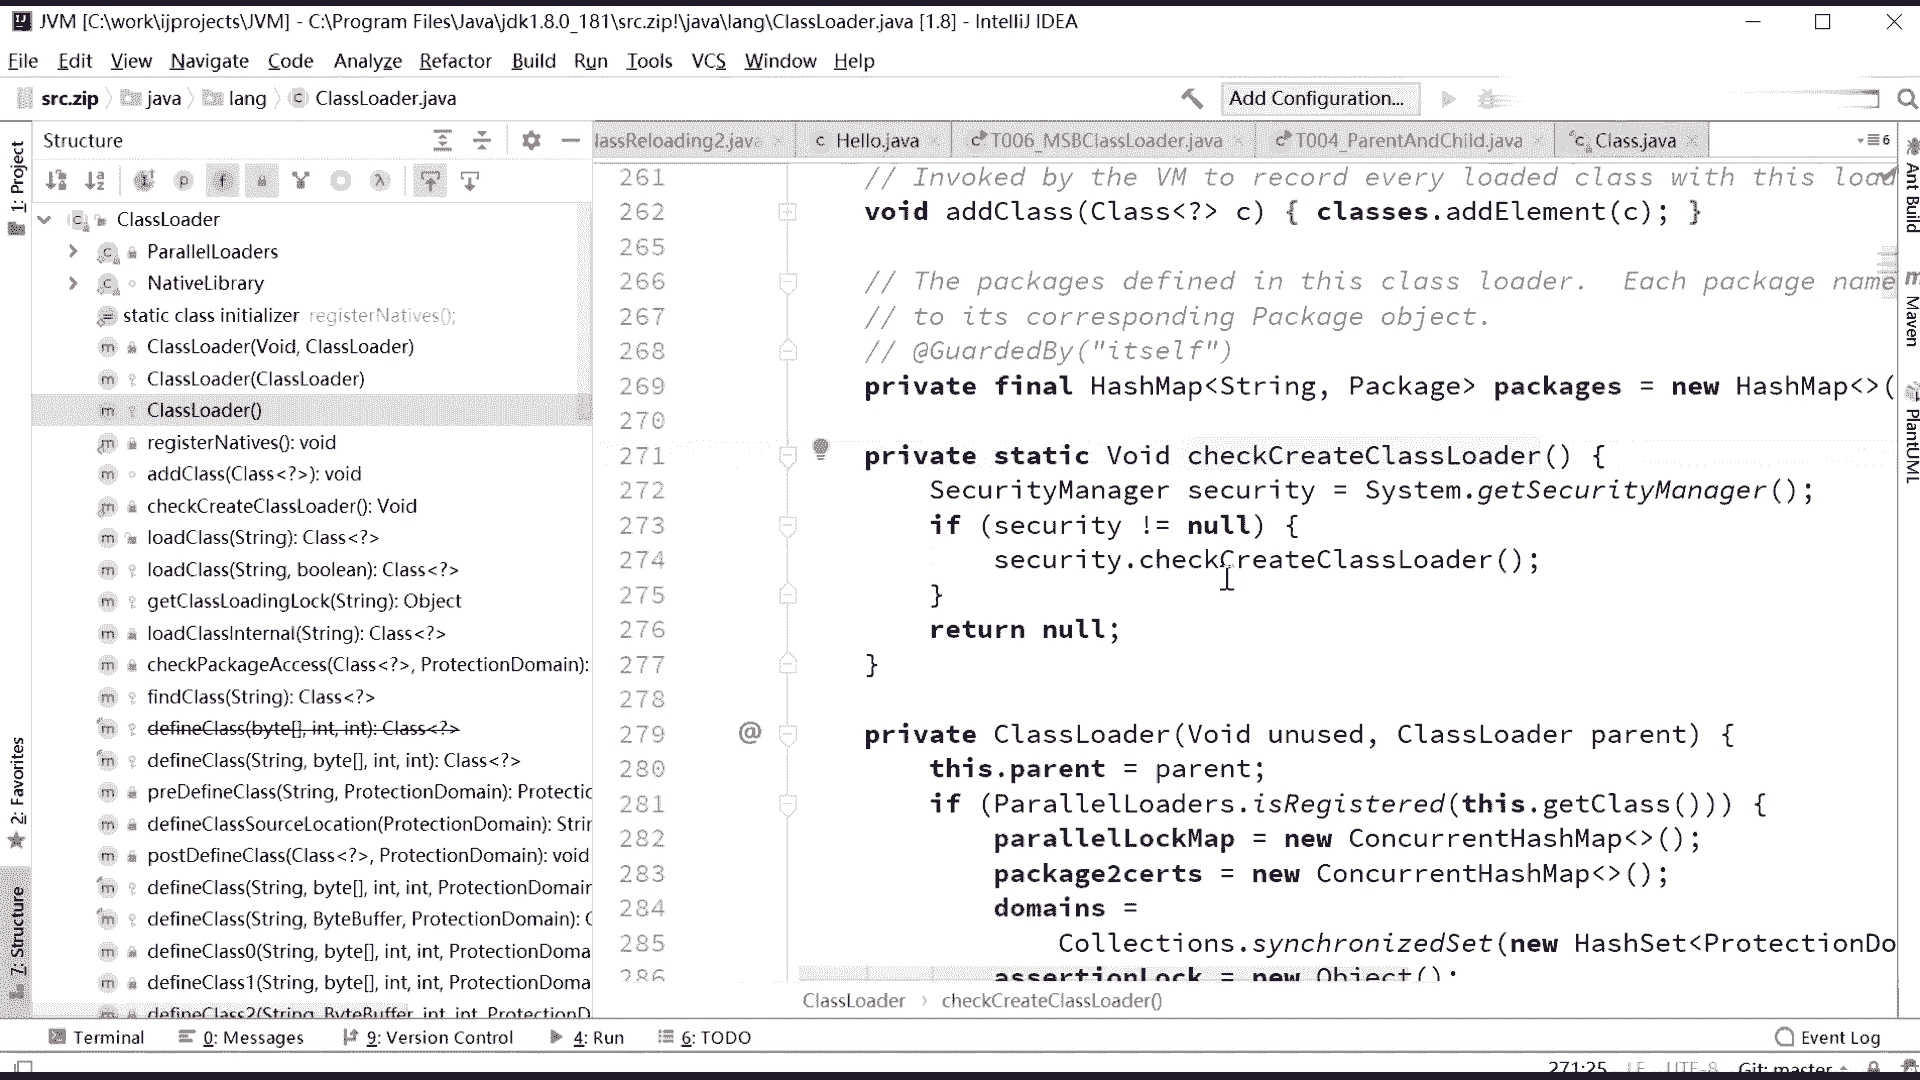 JVM [C:\work\ijprojects\JVM] - C:\Program Files\Java\jdk1.8.0_181\src.zip!\java\lang\ClassLoader.java [1.8] - IntelliJ IDEA
File Edit View Navigate Code Analyze Refactor Build Run Tools VCS Window Help
src.zip java lang ClassLoader.java Add Configuration...
Structure
lassReloading2.java Hello.java T006_MSBClassLoader.java T004_ParentAndChild.java Class.java 6
1: Project
2: Favorites
7: Structure
ClassLoader
ParallelLoaders
NativeLibrary
static class initializer registerNatives();
ClassLoader(Void, ClassLoader)
ClassLoader(ClassLoader)
ClassLoader()
registerNatives(): void
addClass(Class<?>): void
checkCreateClassLoader(): Void
loadClass(String): Class<?>
loadClass(String, boolean): Class<?>
getClassLoadingLock(String): Object
loadClassInternal(String): Class<?>
checkPackageAccess(Class<?>, ProtectionDomain):
findClass(String): Class<?>
defineClass(byte[], int, int): Class<?>
defineClass(String, byte[], int, int): Class<?>
preDefineClass(String, ProtectionDomain): Protectic
defineClassSourceLocation(ProtectionDomain): Strin
postDefineClass(Class<?>, ProtectionDomain): void
defineClass(String, byte[], int, int, ProtectionDomain
defineClass(String, ByteBuffer, ProtectionDomain): C
defineClass0(String, byte[], int, int, ProtectionDoma
defineClass1(String, byte[], int, int, ProtectionDoma
defineClass2(String, ByteBuffer, int, int, ProtectionD
261 // Invoked by the VM to record every loaded class with this load
262 void addClass(Class<?> c) { classes.addElement(c); }
265
266 // The packages defined in this class loader.  Each package name
267 // to its corresponding Package object.
268 // @GuardedBy("itself")
269 private final HashMap<String, Package> packages = new HashMap<>(
270
271 private static Void checkCreateClassLoader() {
272 SecurityManager security = System.getSecurityManager();
273 if (security != null) {
274 security.checkCreateClassLoader();
275 }
276 return null;
277 }
278
279 @ private ClassLoader(Void unused, ClassLoader parent) {
280 this.parent = parent;
281 if (ParallelLoaders.isRegistered(this.getClass())) {
282 parallelLockMap = new ConcurrentHashMap<>();
283 package2certs = new ConcurrentHashMap<>();
284 domains =
285 Collections.synchronizedSet(new HashSet<ProtectionDo
286 assertionLock = new Object();
ClassLoader checkCreateClassLoader()
Ant Build
Maven
PlantUML
Terminal 0: Messages 9: Version Control 4: Run 6: TODO Event Log
271:25 LF UTF-8 Git: master